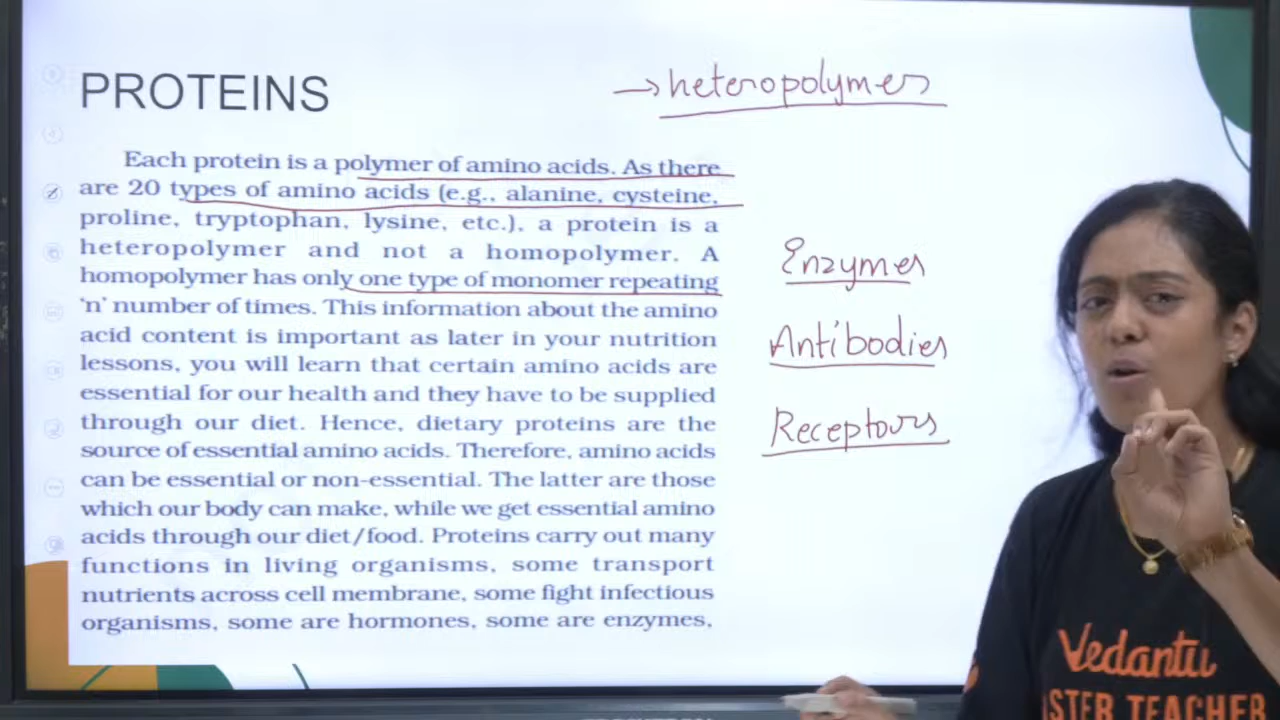 PROTEINS
→heteropolymers
Each protein is a polymer of amino acids. As there
are 20 types of amino acids (e.g., alanine, cysteine,
proline, tryptophan, lysine, etc.), a protein is a
heteropolymer and not a homopolymer. A
homopolymer has only one type of monomer repeating
'n' number of times. This information about the amino
acid content is important as later in your nutrition
lessons, you will learn that certain amino acids are
essential for our health and they have to be supplied
through our diet. Hence, dietary proteins are the
source of essential amino acids. Therefore, amino acids
can be essential or non-essential. The latter are those
which our body can make, while we get essential amino
acids through our diet/food. Proteins carry out many
functions in living organisms, some transport
nutrients across cell membrane, some fight infectious
organisms, some are hormones, some are enzymes,
Enzymes
Antibodies
Receptours
Vedantu
STER TEACHER